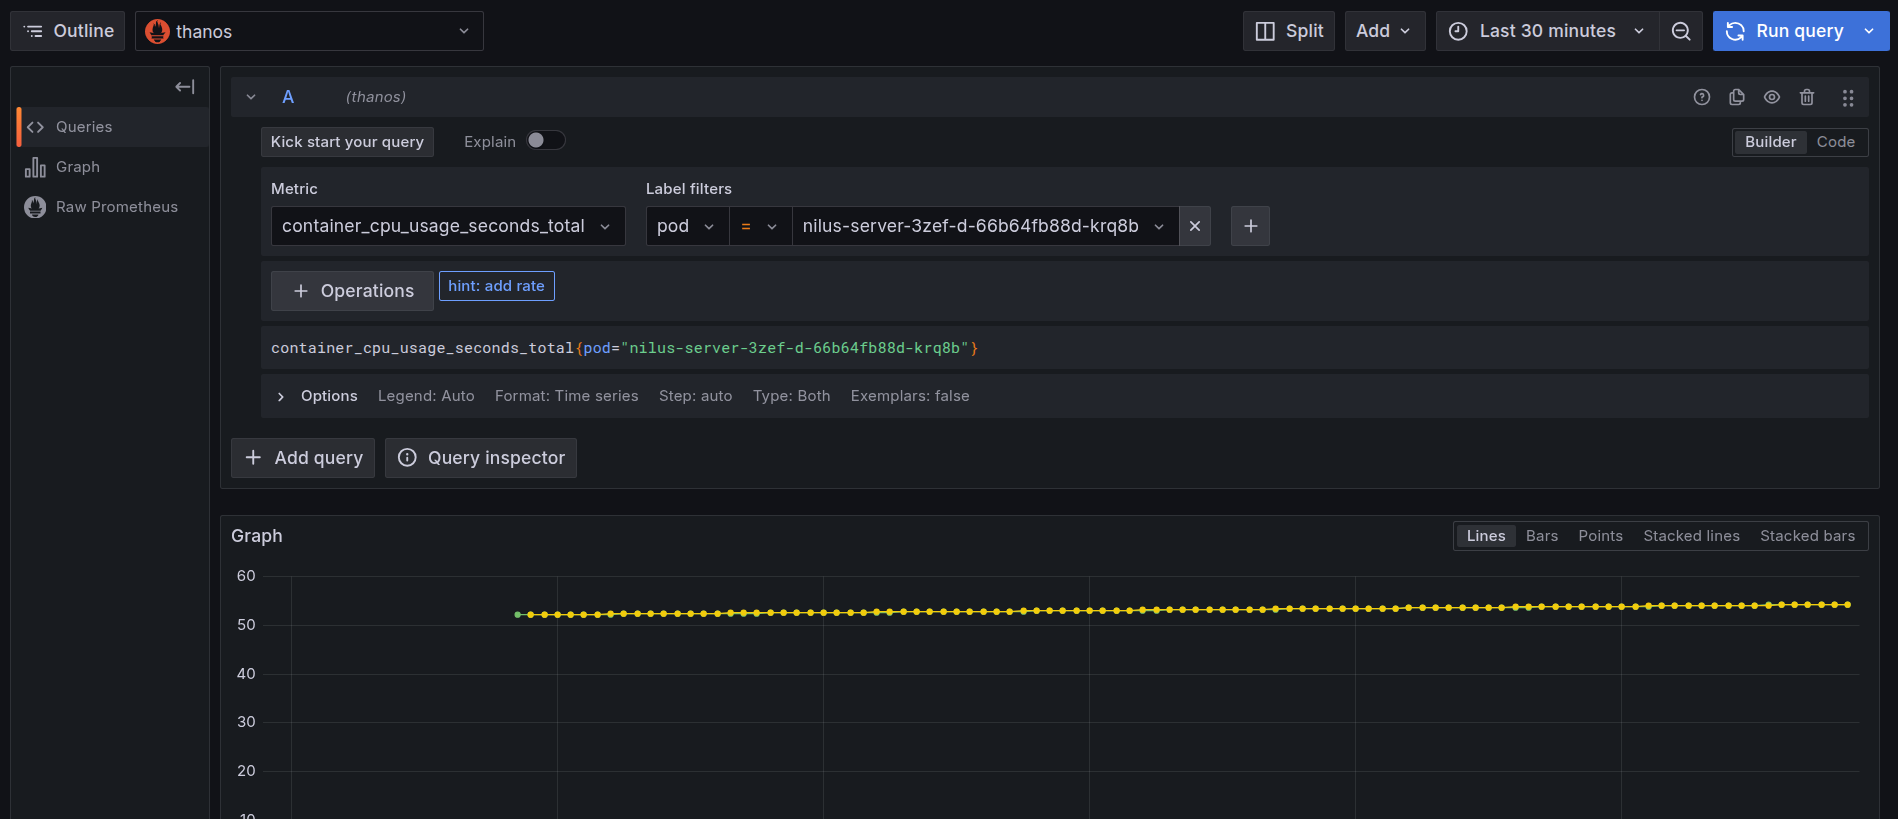 Outline
thanos
Split
Add
Last 30 minutes
Run query
Queries
Graph
Raw Prometheus
A
(thanos)
Kick start your query
Explain
Builder
Code
Metric
Label filters
container_cpu_usage_seconds_total
pod
=
nilus-server-3zef-d-66b64fb88d-krq8b
+ Operations
hint: add rate
container_cpu_usage_seconds_total{pod="nilus-server-3zef-d-66b64fb88d-krq8b"}
Options
Legend: Auto
Format: Time series
Step: auto
Type: Both
Exemplars: false
+ Add query
Query inspector
Graph
Lines
Bars
Points
Stacked lines
Stacked bars
60
50
40
30
20
10